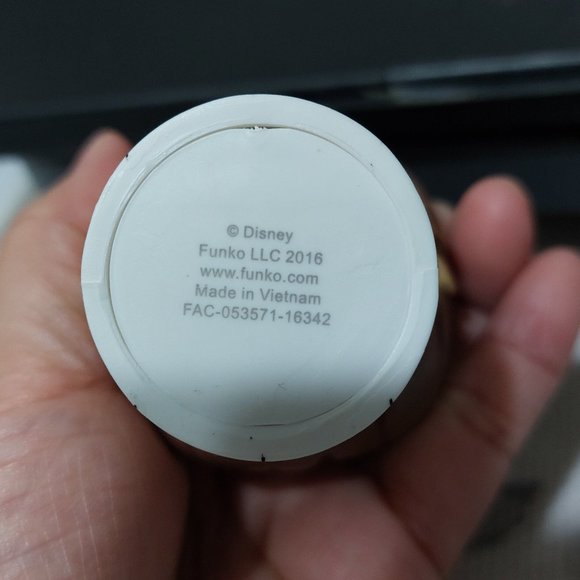 © Disney
Funko LLC 2016
www.funko.com
Made in Vietnam
FAC-053571-16342